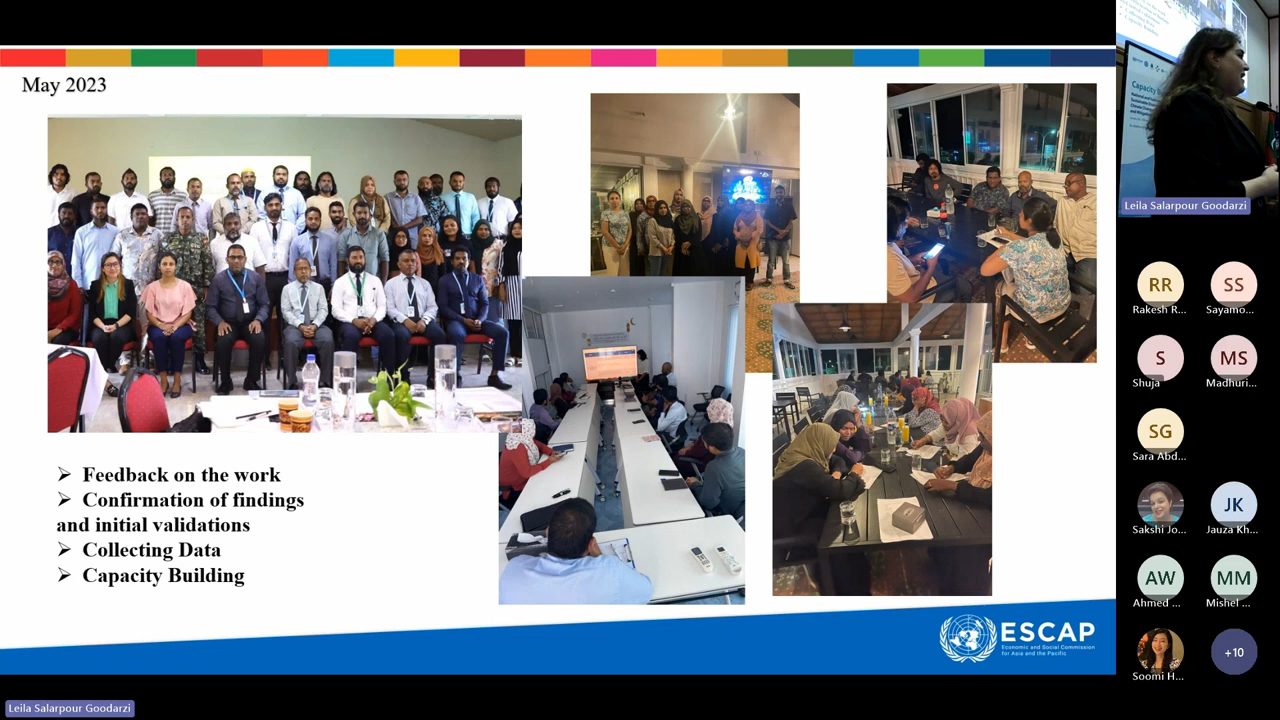 May 2023
➢ Feedback on the work
➢ Confirmation of findings
and initial validations
➢ Collecting Data
➢ Capacity Building
ESCAP
Economic and Social Commission
for Asia and the Pacific
Capacity
Leila Salarpour Goodarzi
RR
Rakesh R...
SS
Sayamo...
S
Shuja
MS
Madhuri...
SG
Sara Abd...
Sakshi Jo...
JK
Jauza Kh...
AW
Ahmed ...
MM
Mishel ...
Soomi H...
+10
Leila Salarpour Goodarzi